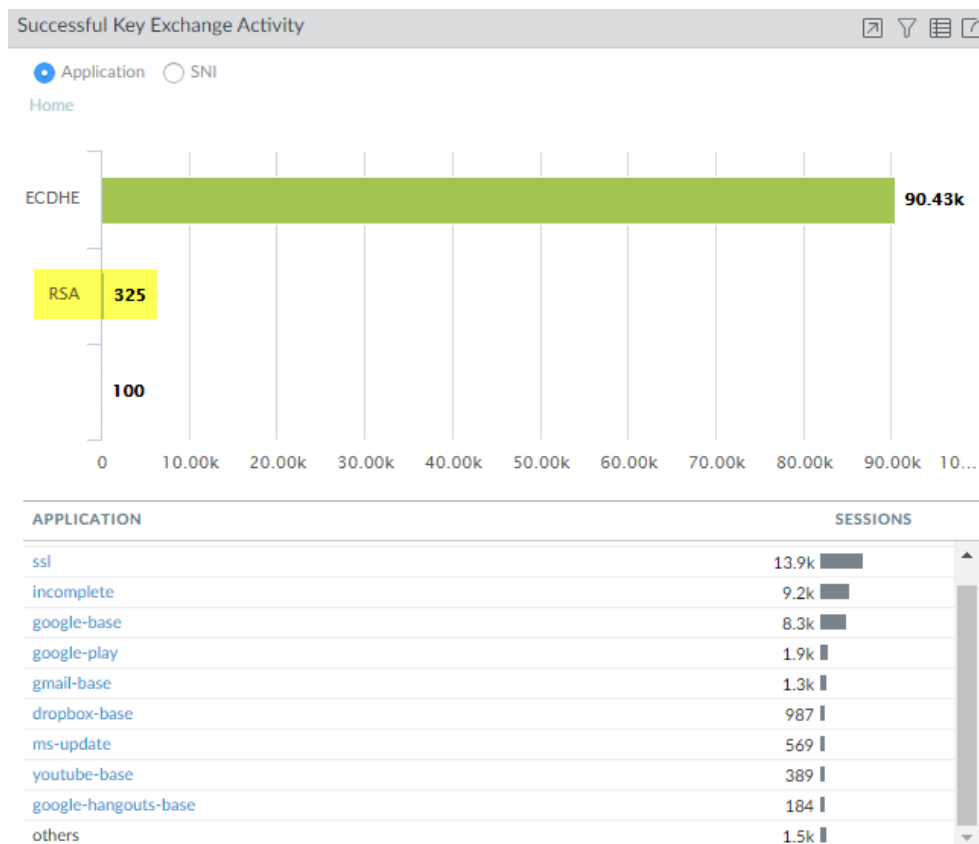 Successful Key Exchange Activity
Application SNI
Home
ECDHE 90.43k
RSA 325
100
0 10.00k 20.00k 30.00k 40.00k 50.00k 60.00k 70.00k 80.00k 90.00k 10...
APPLICATION SESSIONS
ssl 13.9k
incomplete 9.2k
google-base 8.3k
google-play 1.9k
gmail-base 1.3k
dropbox-base 987
ms-update 569
youtube-base 389
google-hangouts-base 184
others 1.5k